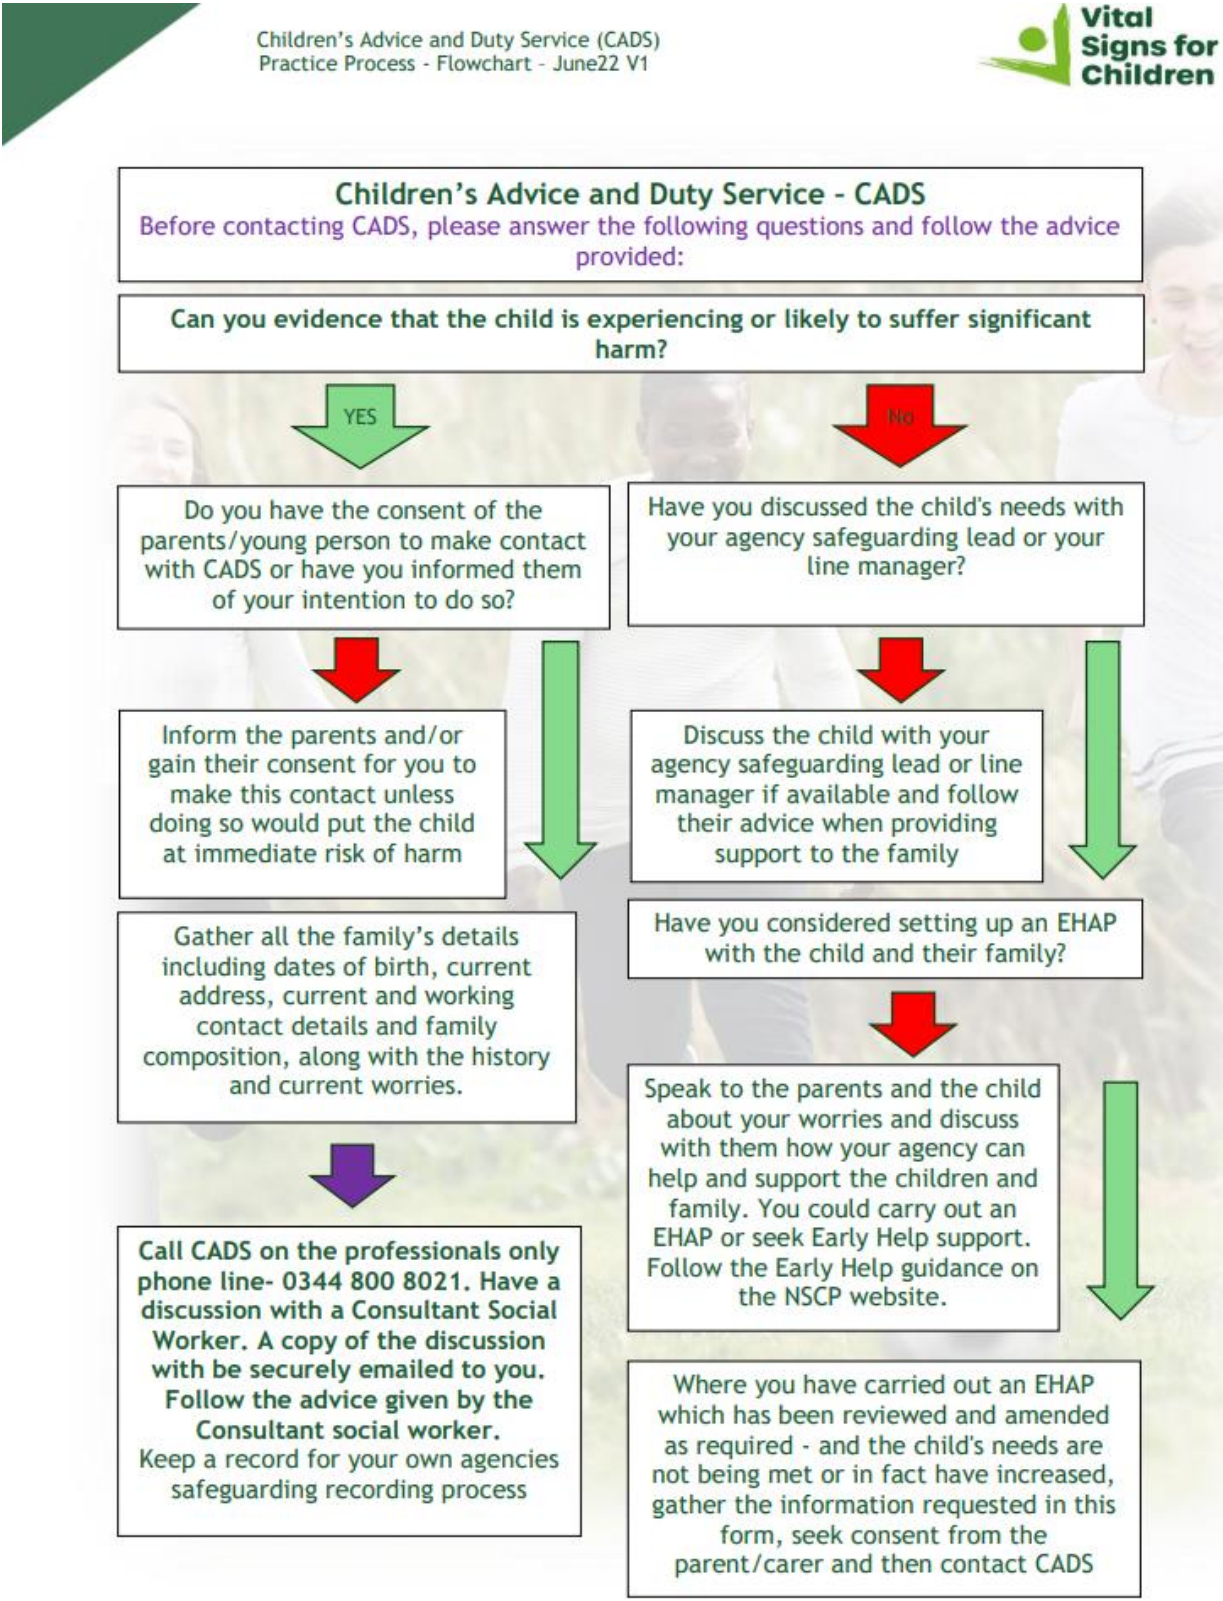 Children's Advice and Duty Service (CADS)
Practice Process - Flowchart - June22 V1
Vital
Signs for
Children
Children's Advice and Duty Service – CADS
Before contacting CADS, please answer the following questions and follow the advice
provided:
Can you evidence that the child is experiencing or likely to suffer significant
harm?
YES
No
Do you have the consent of the
parents/young person to make contact
with CADS or have you informed them
of your intention to do so?
Have you discussed the child's needs with
your agency safeguarding lead or your
line manager?
Inform the parents and/or
gain their consent for you to
make this contact unless
doing so would put the child
at immediate risk of harm
Discuss the child with your
agency safeguarding lead or line
manager if available and follow
their advice when providing
support to the family
Gather all the family's details
including dates of birth, current
address, current and working
contact details and family
composition, along with the history
and current worries.
Have you considered setting up an EHAP
with the child and their family?
Speak to the parents and the child
about your worries and discuss
with them how your agency can
help and support the children and
family. You could carry out an
EHAP or seek Early Help support.
Follow the Early Help guidance on
the NSCP website.
Call CADS on the professionals only
phone line- 0344 800 8021. Have a
discussion with a Consultant Social
Worker. A copy of the discussion
with be securely emailed to you.
Follow the advice given by the
Consultant social worker.
Keep a record for your own agencies
safeguarding recording process
Where you have carried out an EHAP
which has been reviewed and amended
as required - and the child's needs are
not being met or in fact have increased,
gather the information requested in this
form, seek consent from the
parent/carer and then contact CADS